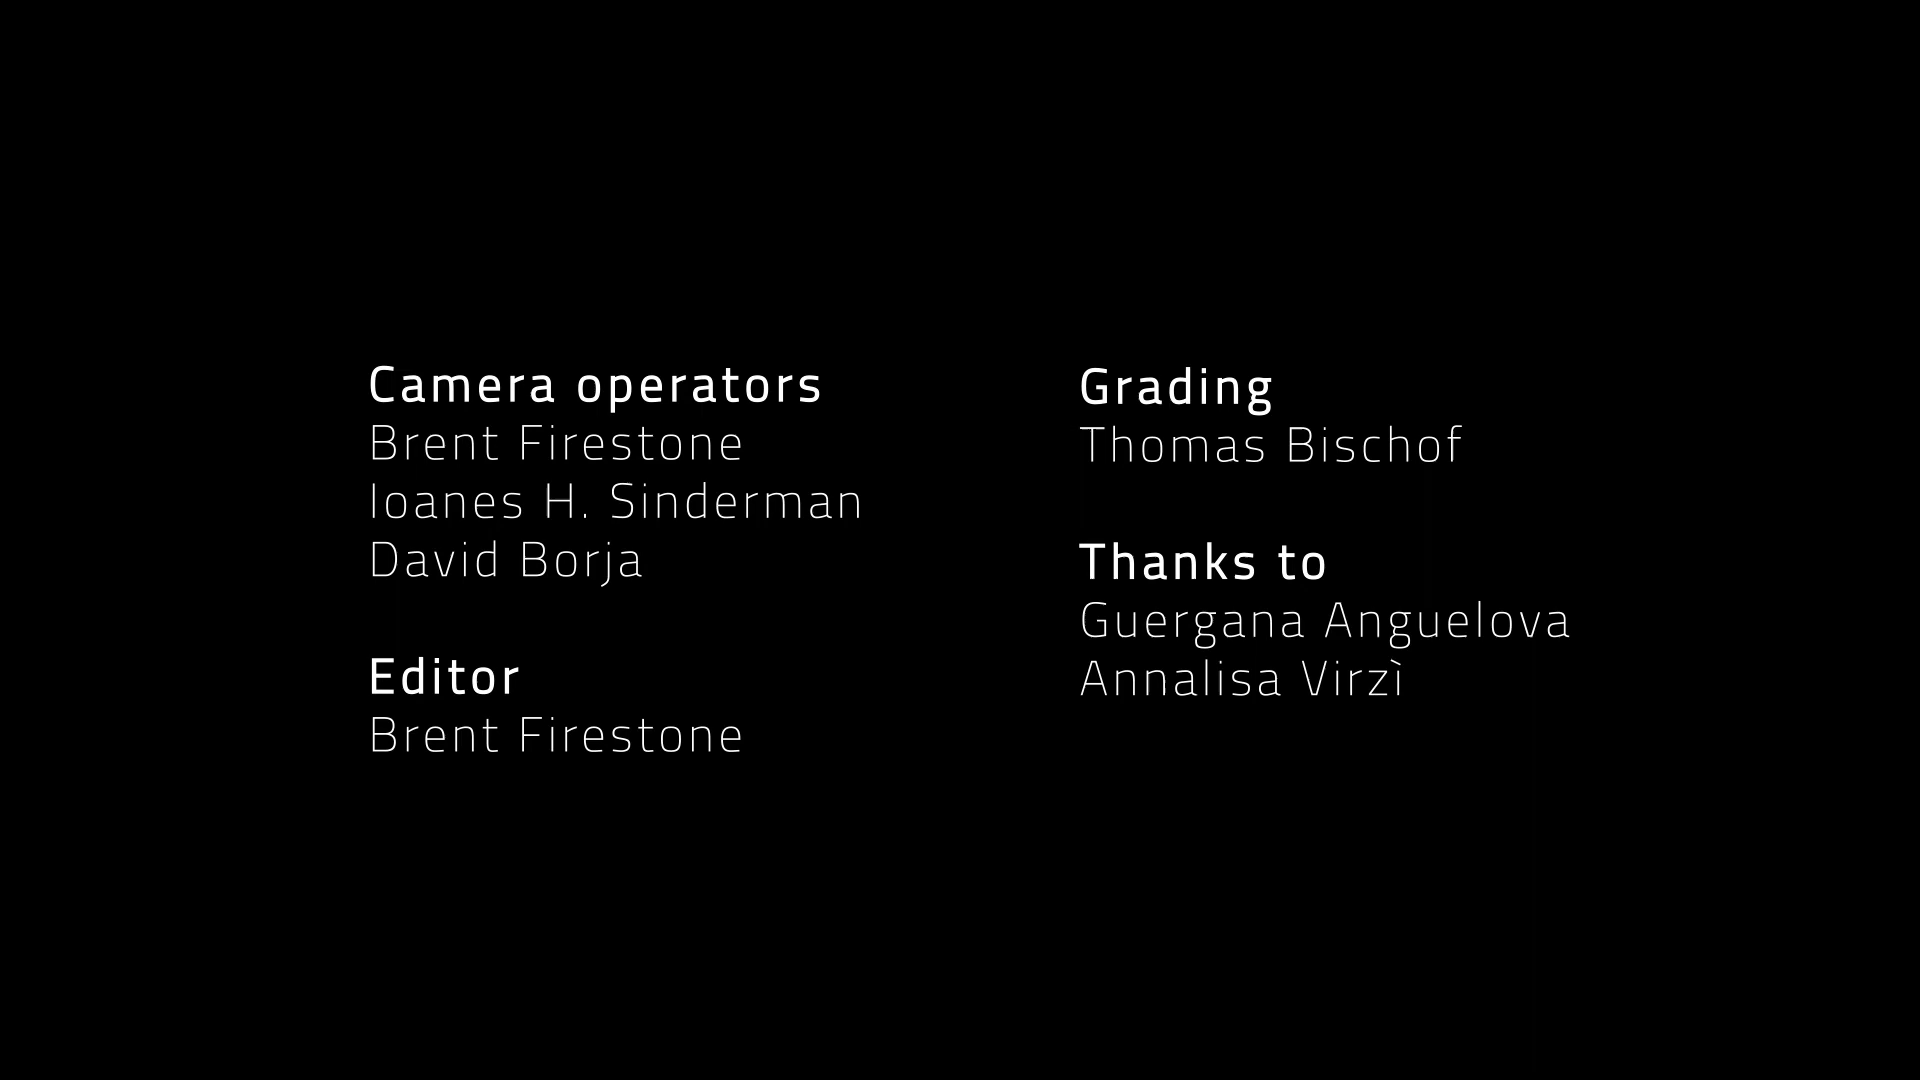 Camera operators
Brent Firestone
Ioanes H. Sinderman
David Borja
Editor
Brent Firestone
Grading
Thomas Bischof
Thanks to
Guergana Anguelova
Annalisa Virzì